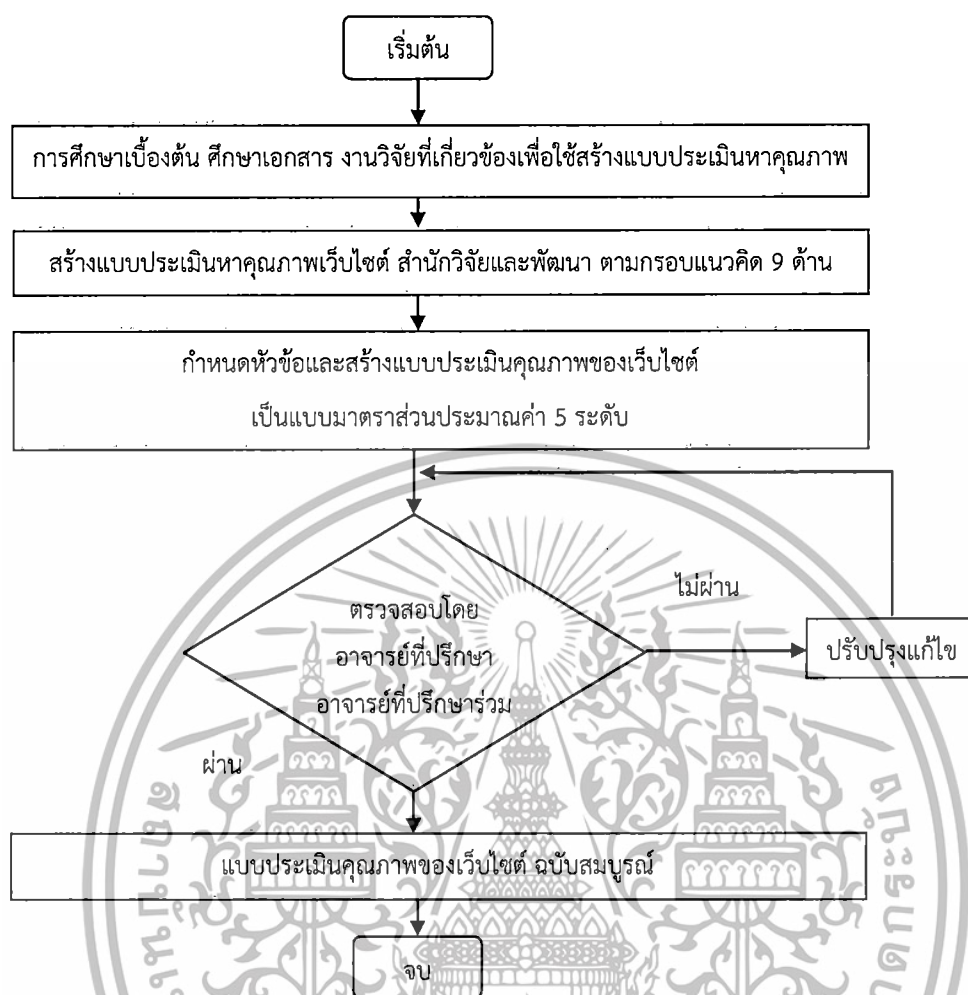 เริ่มต้น
การศึกษาเบื้องต้น ศึกษาเอกสาร งานวิจัยที่เกี่ยวข้องเพื่อใช้สร้างแบบประเมินหาคุณภาพ
สร้างแบบประเมินหาคุณภาพเว็บไซต์ สำนักวิจัยและพัฒนา ตามกรอบแนวคิด 9 ด้าน
กำหนดหัวข้อและสร้างแบบประเมินคุณภาพของเว็บไซต์
เป็นแบบมาตราส่วนประมาณค่า 5 ระดับ
ตรวจสอบโดย
อาจารย์ที่ปรึกษา
อาจารย์ที่ปรึกษาร่วม
ไม่ผ่าน
ปรับปรุงแก้ไข
ผ่าน
แบบประเมินคุณภาพของเว็บไซต์ ฉบับสมบูรณ์
จบ